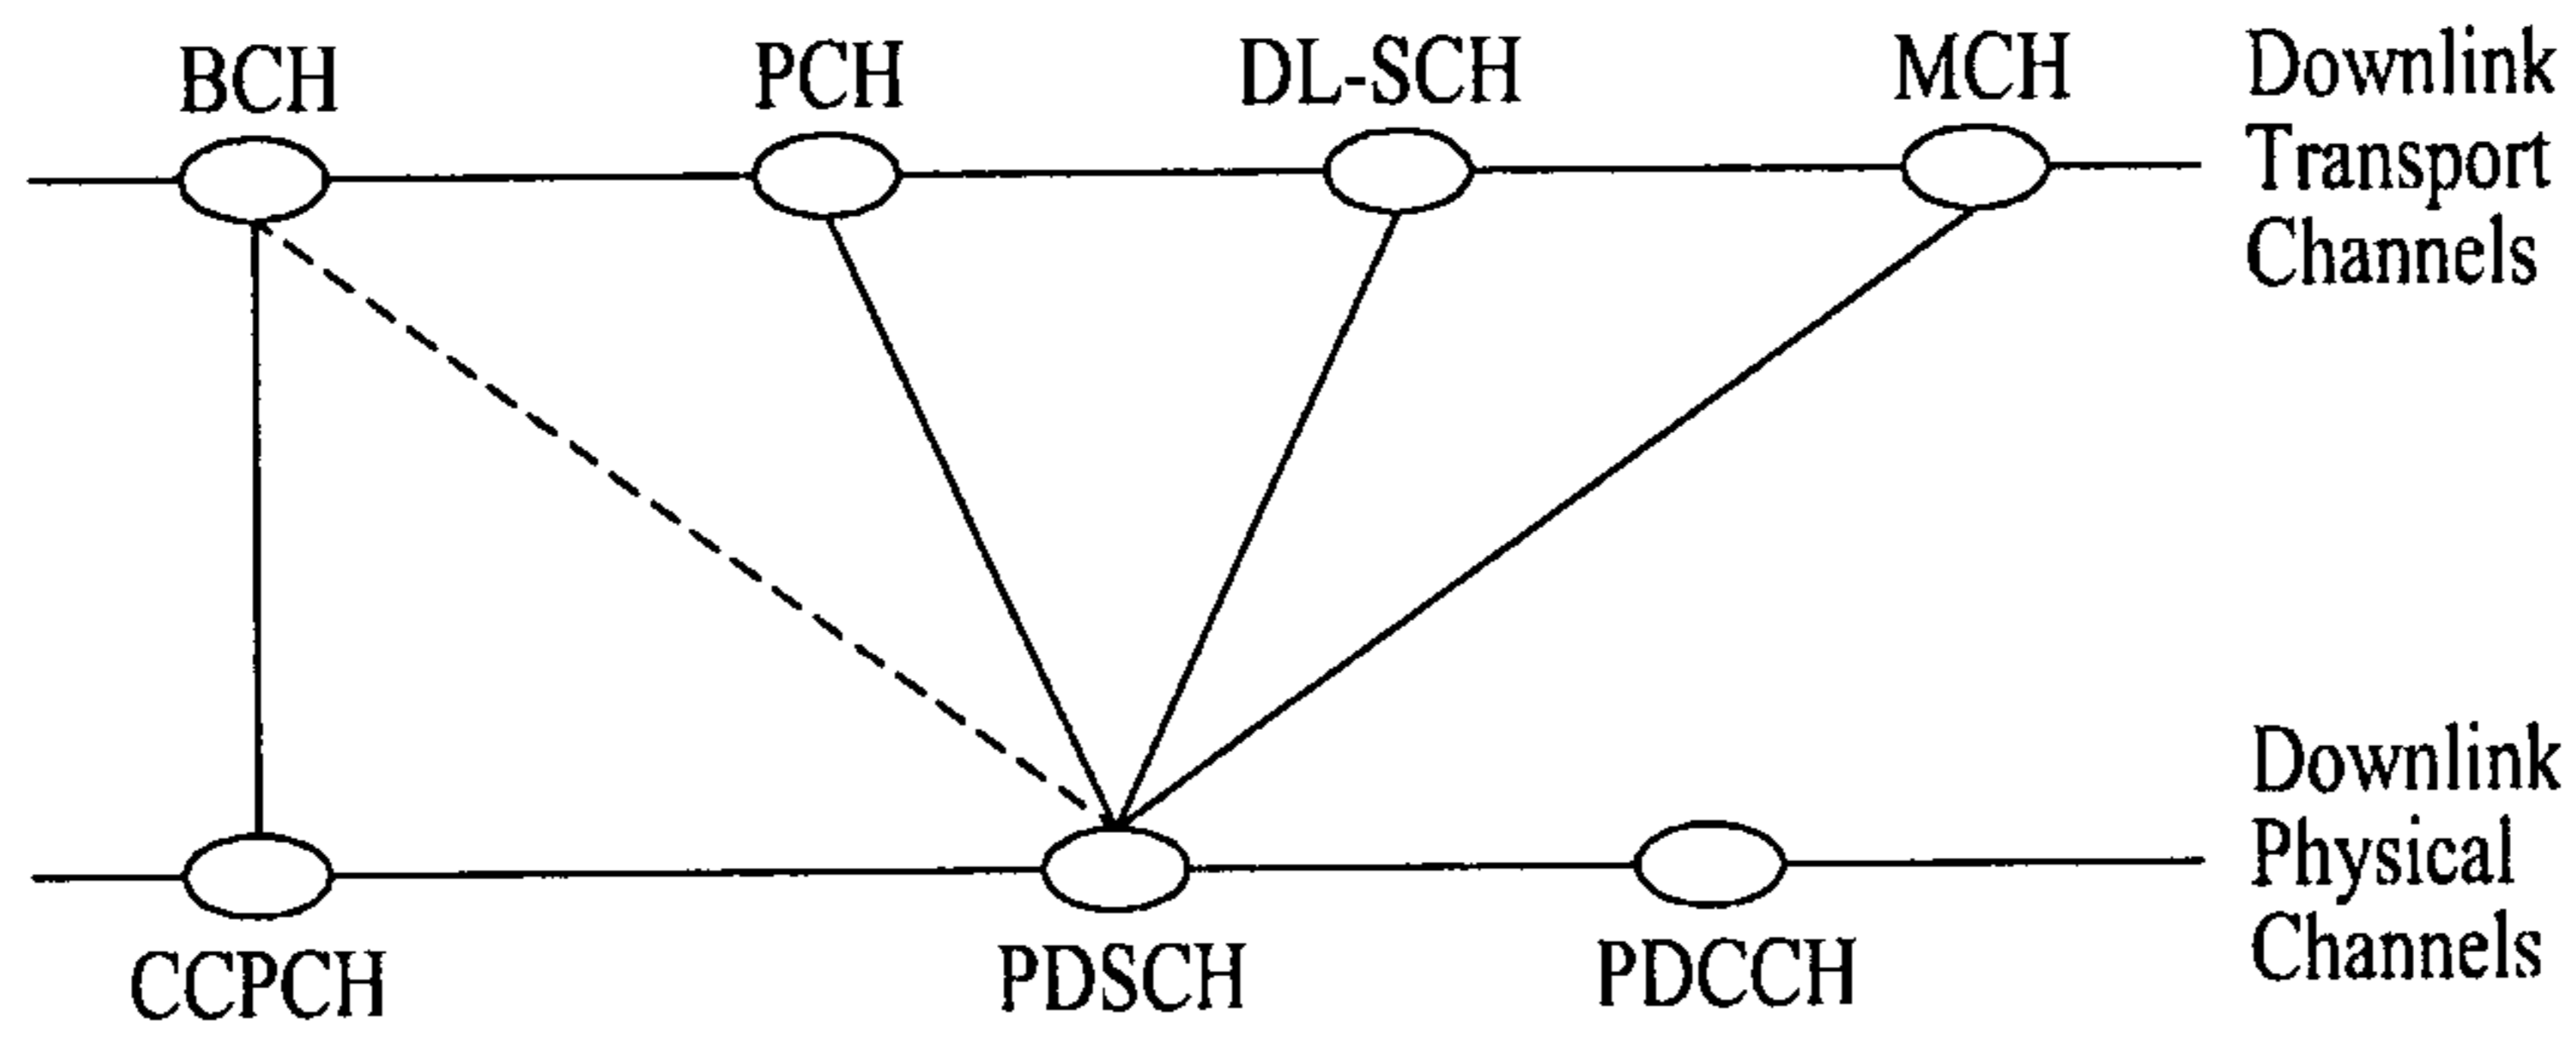 BCH
PCH
DL-SCH
MCH
Downlink
Transport
Channels
Downlink
Physical
Channels
CCPCH
PDSCH
PDCCH